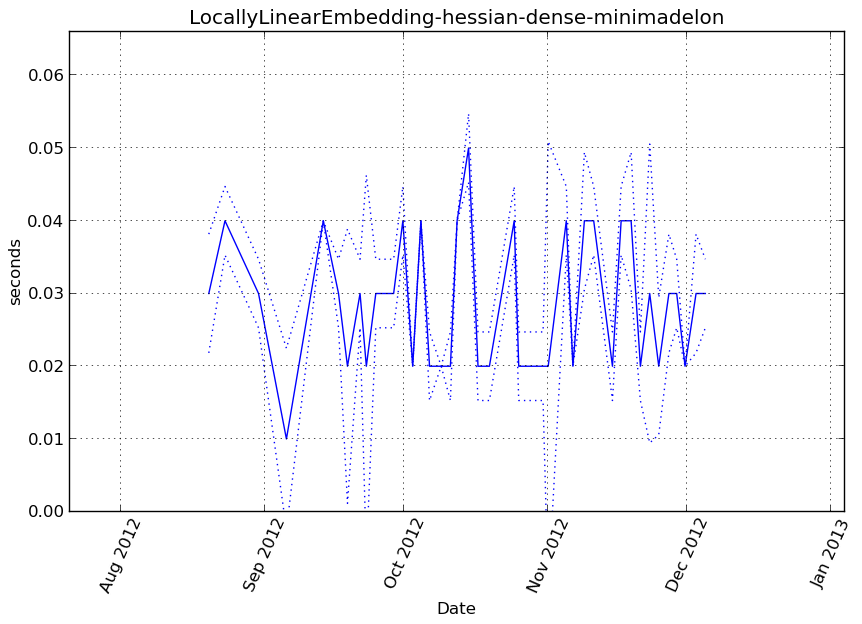 LocallyLinearEmbedding-hessian-dense-minimadelon
seconds
0.06
0.05
0.04
0.03
0.02
0.01
0.00
Aug 2012
Sep 2012
Oct 2012
Nov 2012
Dec 2012
Jan 2013
Date